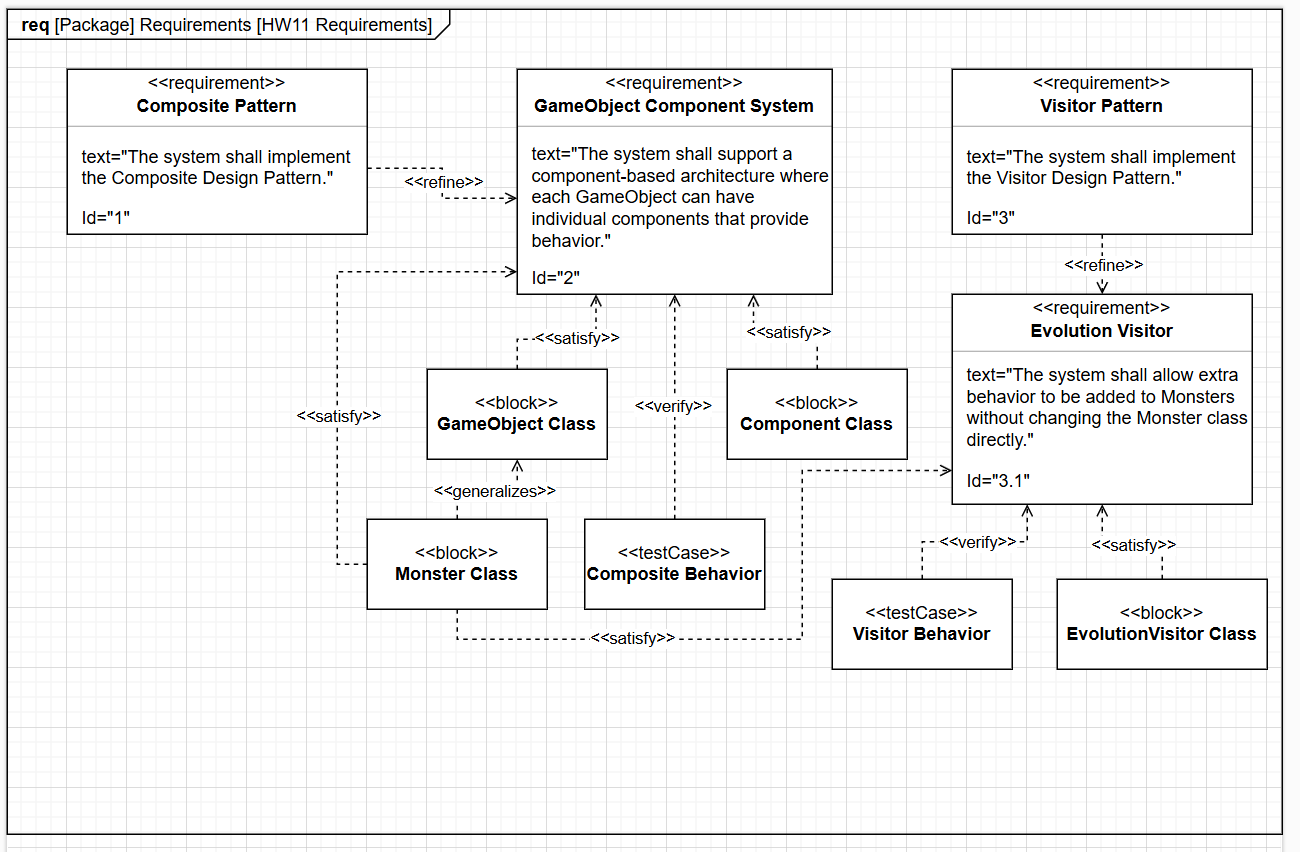 req [Package] Requirements [HW11 Requirements]
<<requirement>>
Composite Pattern
text="The system shall implement
the Composite Design Pattern."
Id="1"
<<refine>>
<<requirement>>
GameObject Component System
text="The system shall support a
component-based architecture where
each GameObject can have
individual components that provide
behavior."
Id="2"
<<requirement>>
Visitor Pattern
text="The system shall implement
the Visitor Design Pattern."
Id="3"
<<refine>>
<<requirement>>
Evolution Visitor
text="The system shall allow extra
behavior to be added to Monsters
without changing the Monster class
directly."
Id="3.1"
<<satisfy>>
<<satisfy>>
<<satisfy>>
<<verify>>
<<block>>
GameObject Class
<<block>>
Component Class
<<generalizes>>
<<block>>
Monster Class
<<testCase>>
Composite Behavior
<<satisfy>>
<<verify>>
<<satisfy>>
<<testCase>>
Visitor Behavior
<<block>>
EvolutionVisitor Class